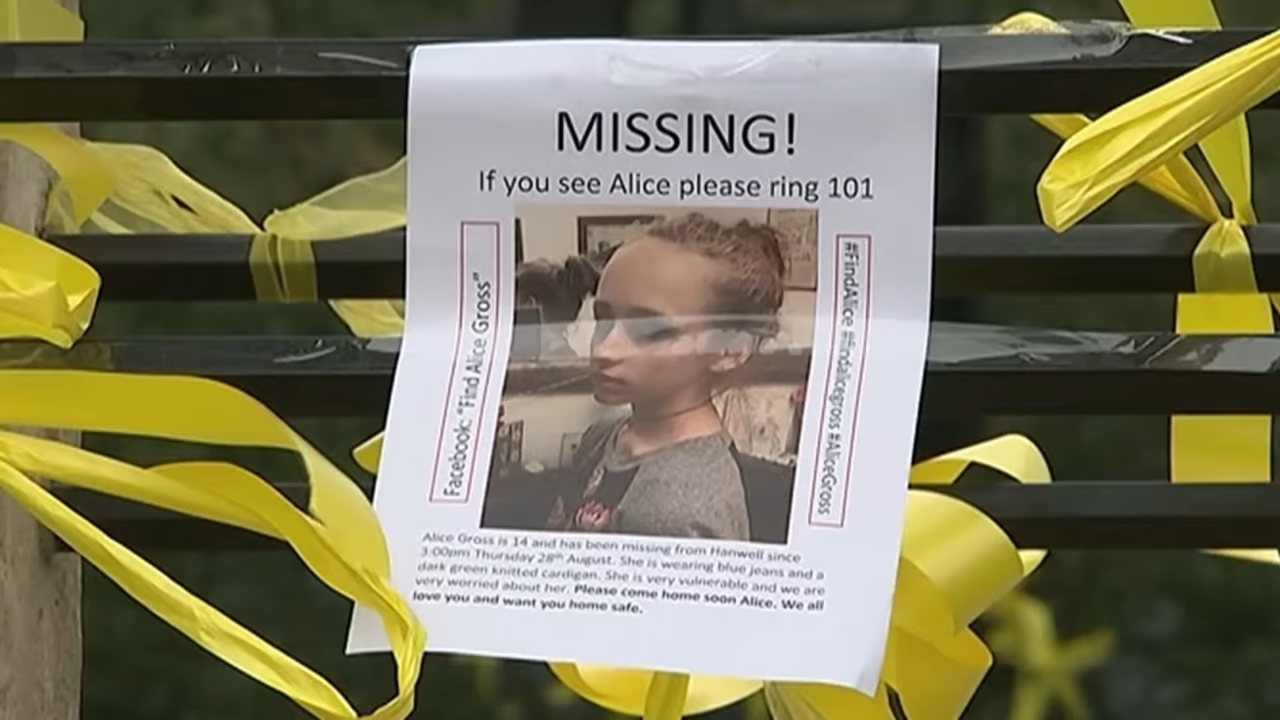 MISSING!
If you see Alice please ring 101
Facebook: "Find Alice Gross"
#FindAlice #findalicegross #AliceGross
Alice Gross is 14 and has been missing from Hanwell since
3:00pm Thursday 28th August. She is wearing blue jeans and a
dark green knitted cardigan. She is very vulnerable and we are
very worried about her. Please come home soon Alice. We all
love you and want you home safe.